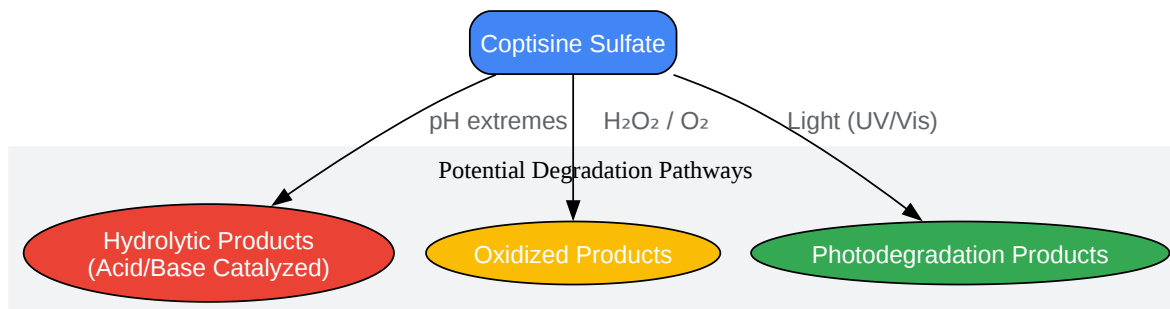 Coptisine Sulfate
pH extremes
H₂O₂ / O₂
Light (UV/Vis)
Potential Degradation Pathways
Hydrolytic Products
(Acid/Base Catalyzed)
Oxidized Products
Photodegradation Products